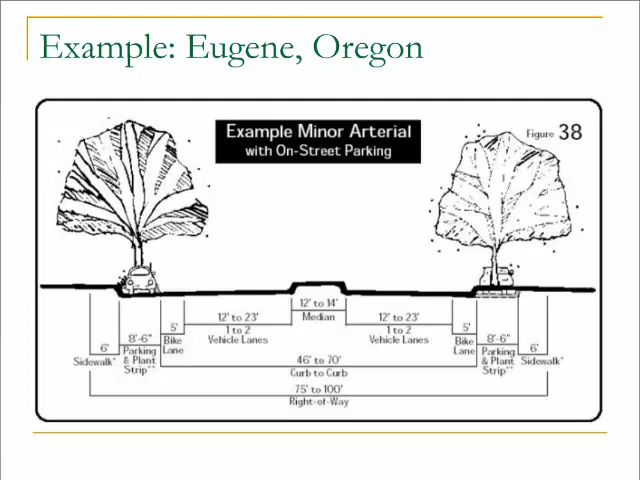 Example: Eugene, Oregon
Example Minor Arterial
with On-Street Parking
Figure 38
12' to 14'
Median
12' to 23'
1 to 2
Vehicle Lanes
12' to 23'
1 to 2
Vehicle Lanes
5'
Bike
Lane
5'
Bike
Lane
8'-6"
Parking
& Plant
Strip**
8'-6"
Parking
& Plant
Strip**
6'
Sidewalk*
6'
Sidewalk*
46' to 70'
Curb to Curb
75' to 100'
Right-of-Way